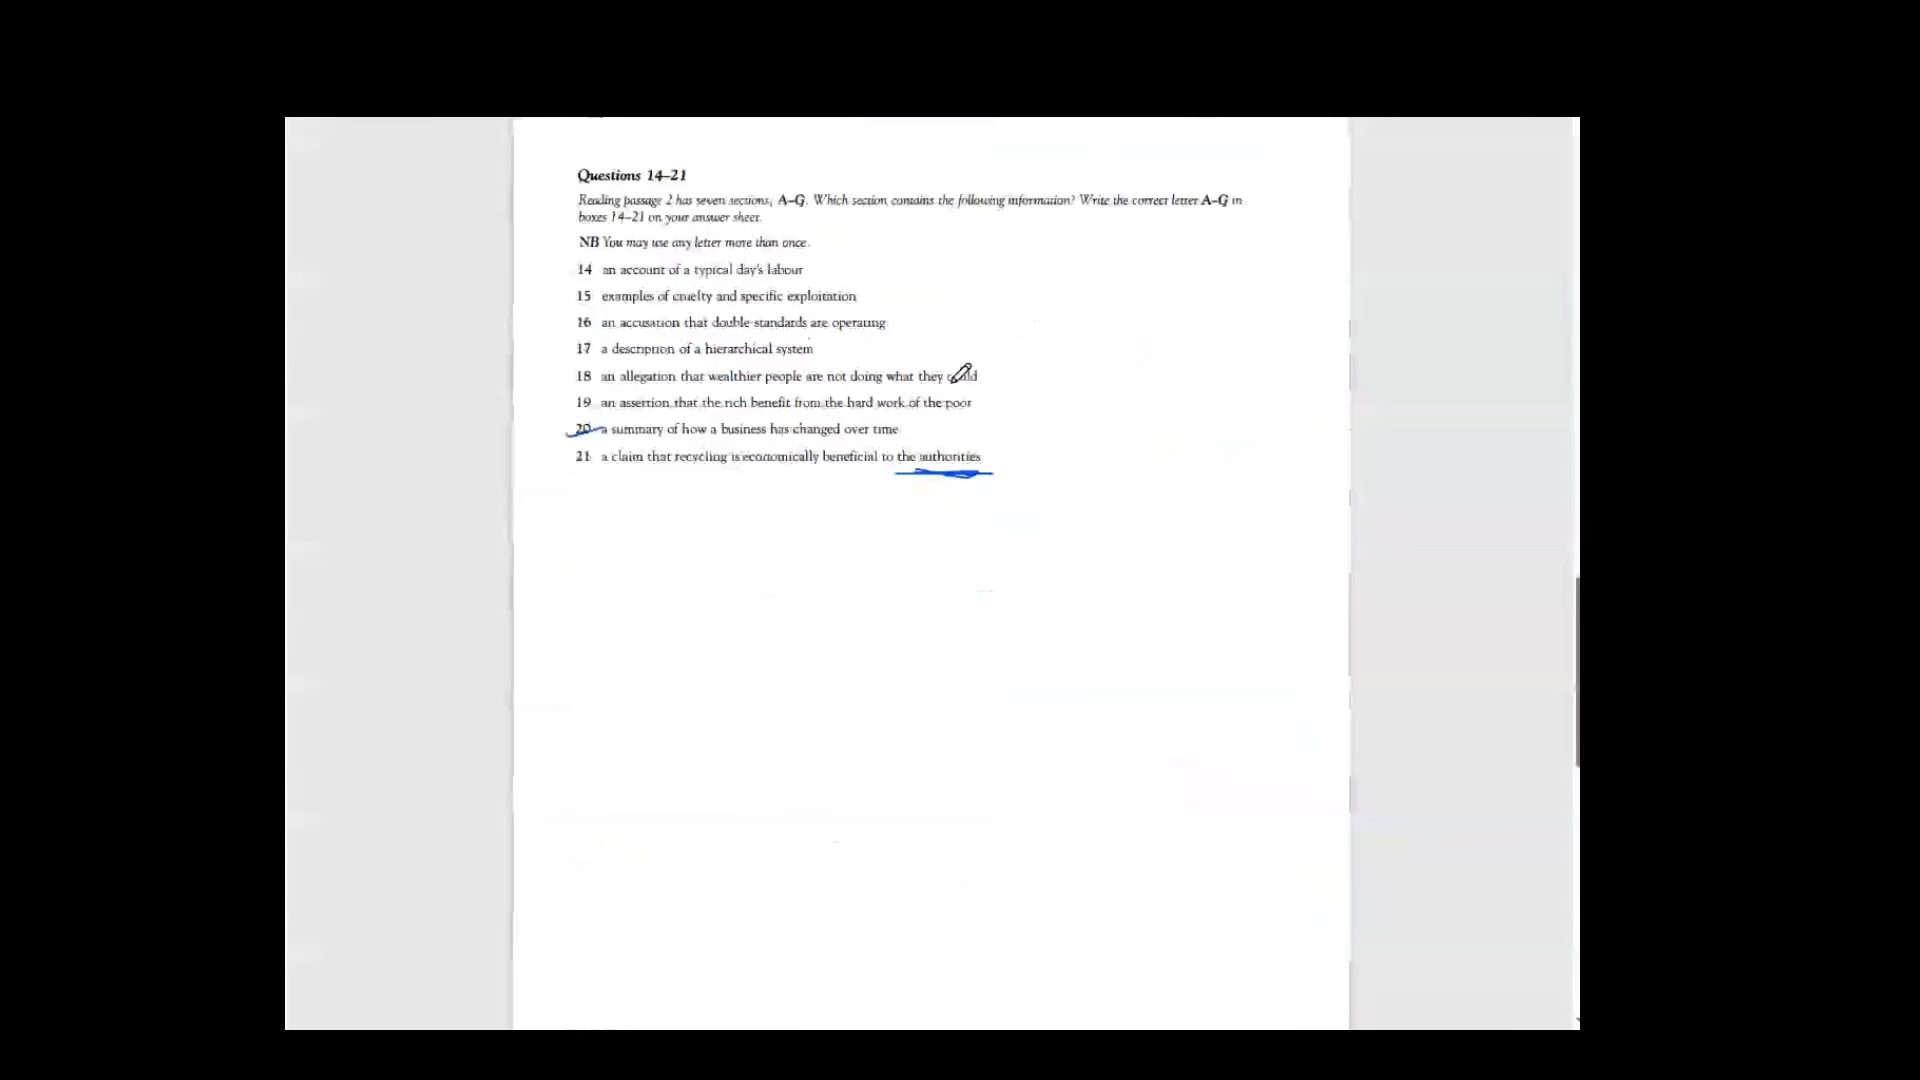 Questions 14–21
Reading passage 2 has seven sections, A–G. Which section contains the following information? Write the correct letter A–G in
boxes 14–21 on your answer sheet.
NB You may use any letter more than once.
14 an account of a typical day's labour
15 examples of cruelty and specific exploitation
16 an accusation that double standards are operating
17 a description of a hierarchical system
18 an allegation that wealthier people are not doing what they could
19 an assertion that the rich benefit from the hard work of the poor
20 a summary of how a business has changed over time
21 a claim that recycling is economically beneficial to the authorities